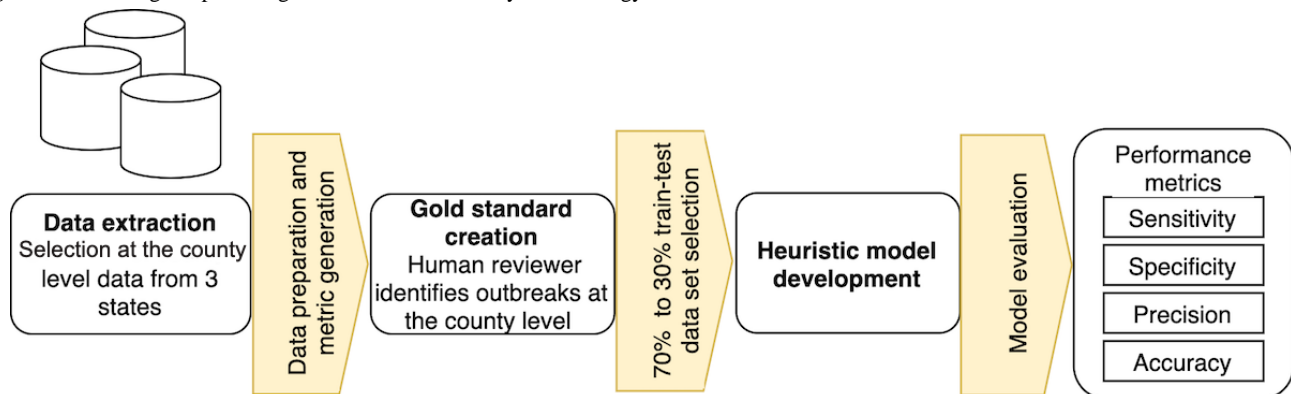 Data extraction
Selection at the county
level data from 3
states
Data preparation and
metric generation
Gold standard
creation
Human reviewer
identifies outbreaks at
the county level
70% to 30% train-test
data set selection
Heuristic model
development
Model evaluation
Performance
metrics
Sensitivity
Specificity
Precision
Accuracy